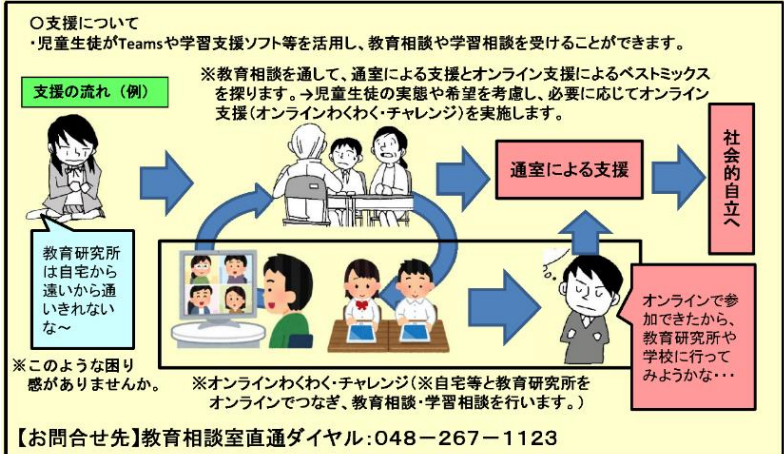 ○支援について
・児童生徒がTeamsや学習支援ソフト等を活用し、教育相談や学習相談を受けることができます。
※教育相談を通して、通室による支援とオンライン支援によるベストミックス
を探ります。→児童生徒の実態や希望を考慮し、必要に応じてオンライン
支援(オンラインわくわく・チャレンジ)を実施します。
支援の流れ(例)
通室による支援
社会的自立へ
教育研究所
は自宅から
遠いから通
いきれない
な~
※このような困り
感がありませんか。
オンラインで参
加できたから、
教育研究所や
学校に行って
みようかな・・・
※オンラインわくわく・チャレンジ(※自宅等と教育研究所を
オンラインでつなぎ、教育相談・学習相談を行います。)
【お問合せ先】教育相談室直通ダイヤル:048-267-1123